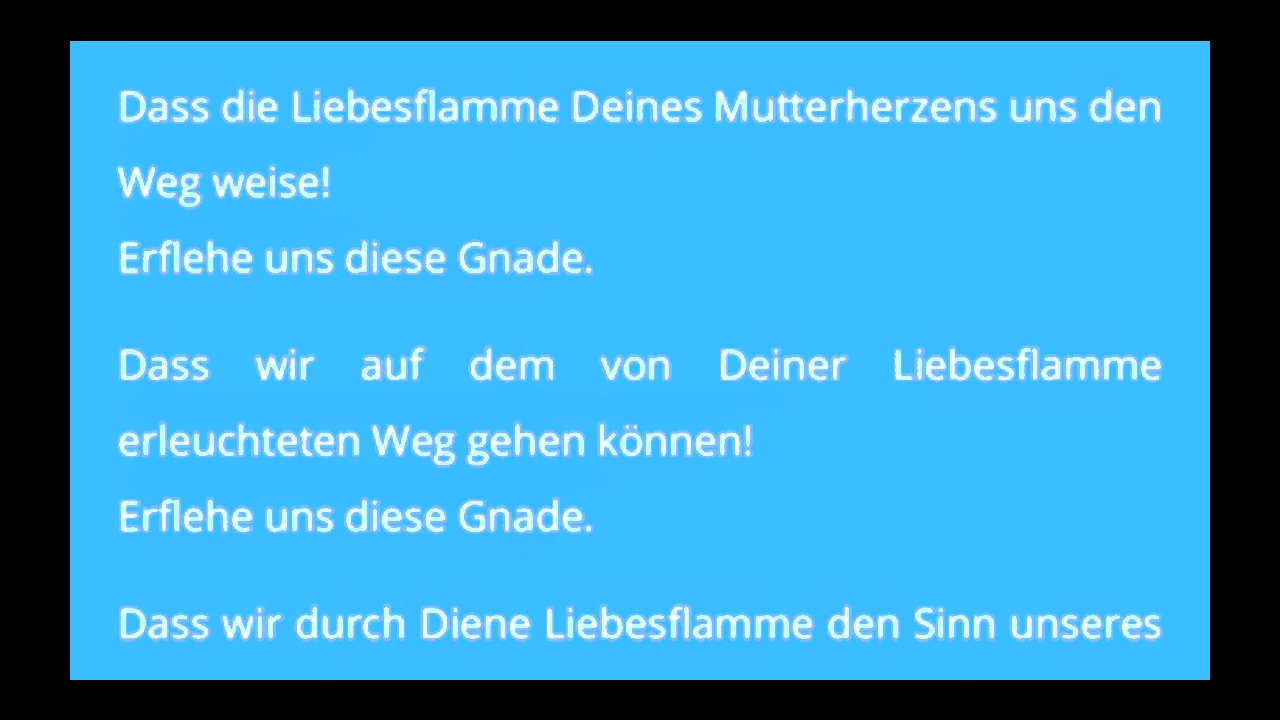 Dass die Liebesflamme Deines Mutterherzens uns den
Weg weise!
Erflehe uns diese Gnade.
Dass wir auf dem von Deiner Liebesflamme
erleuchteten Weg gehen können!
Erflehe uns diese Gnade.
Dass wir durch Diene Liebesflamme den Sinn unseres